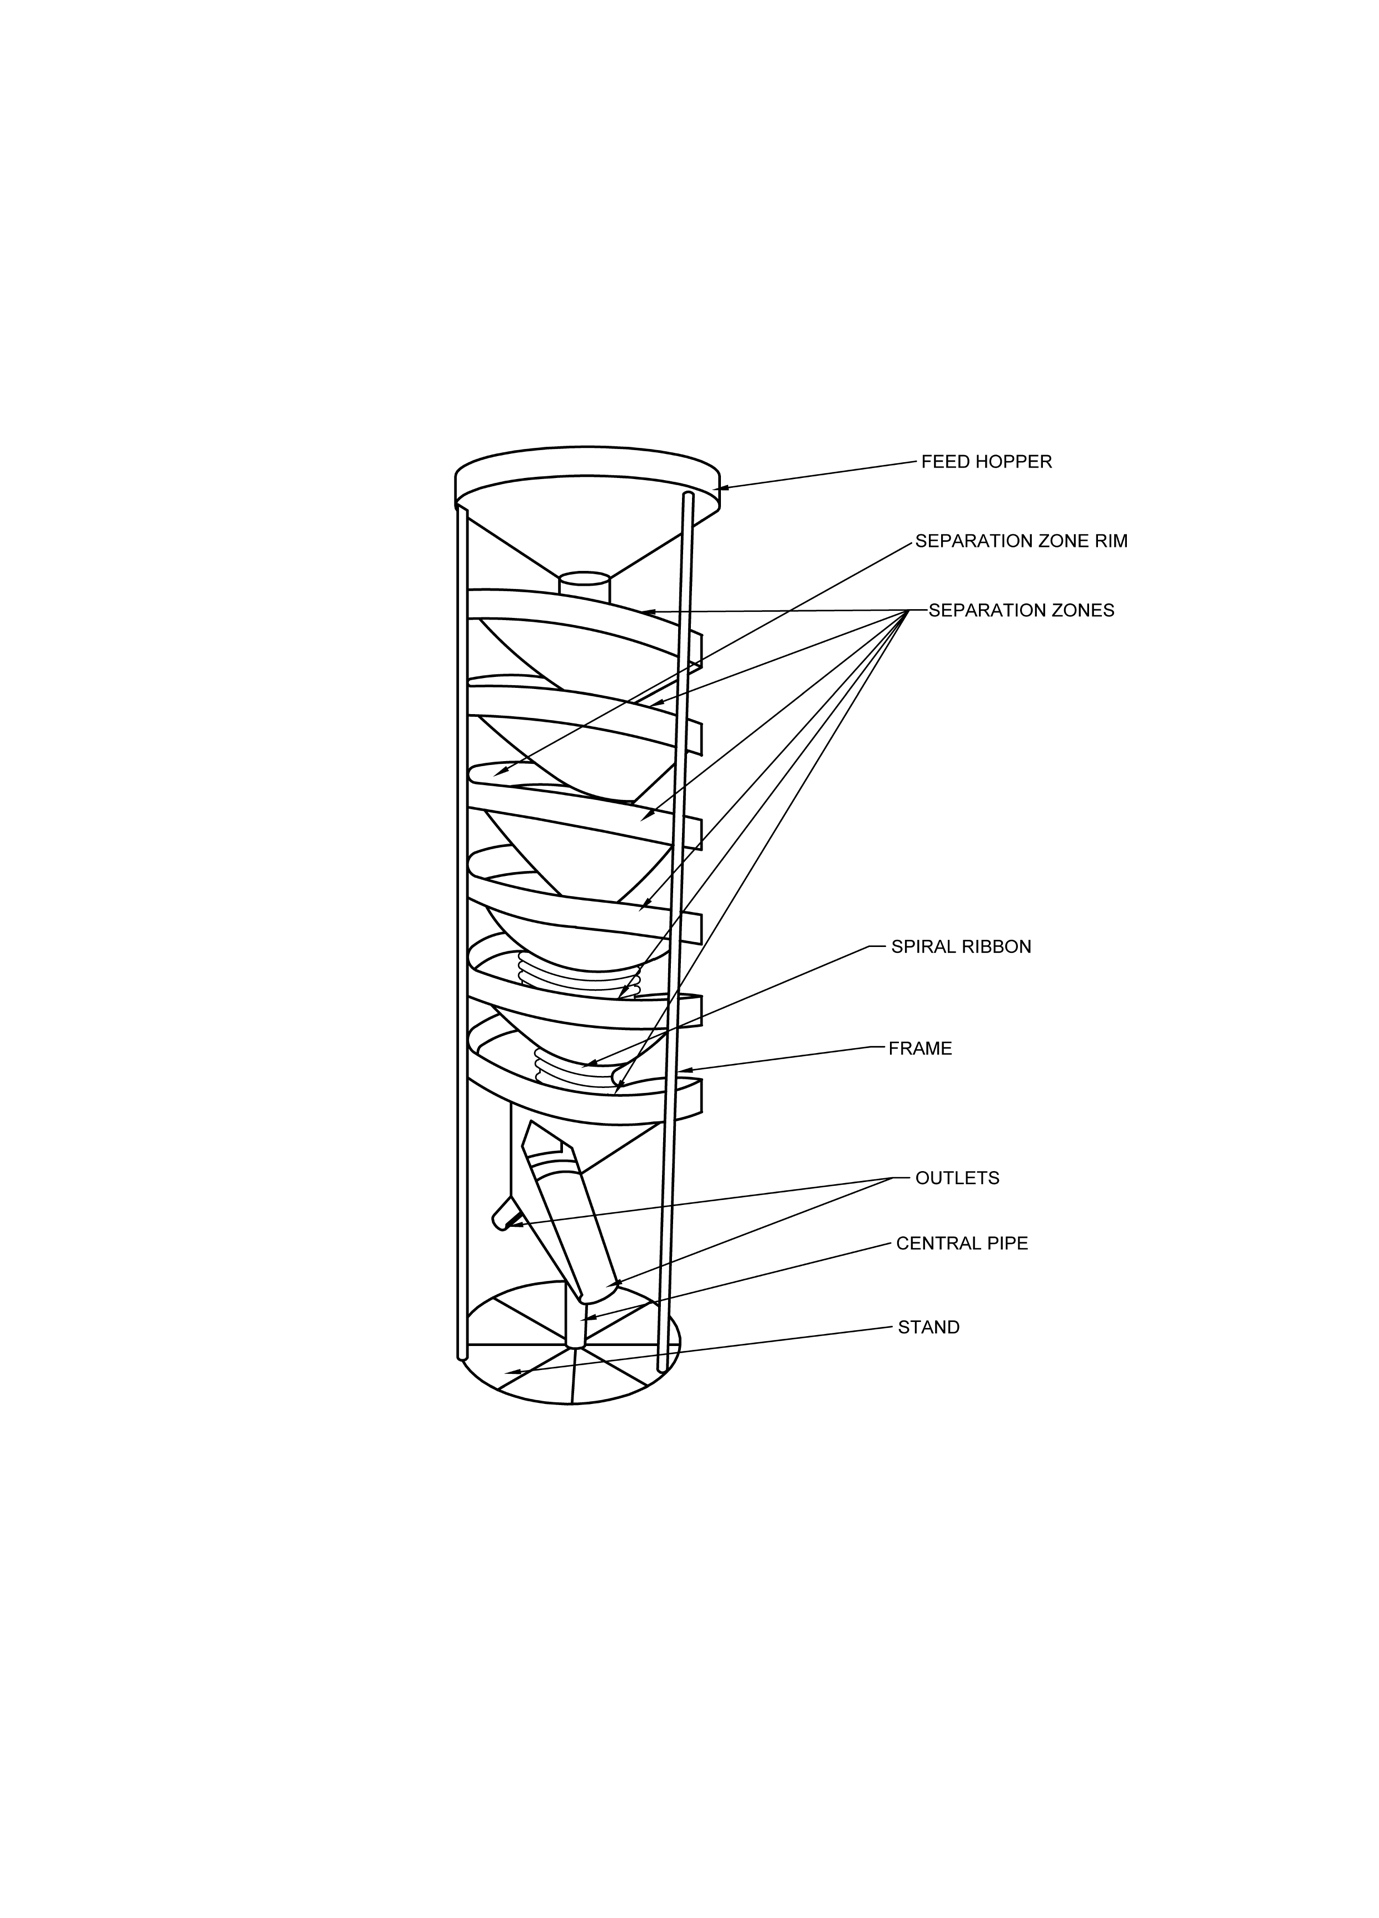 FEED HOPPER
SEPARATION ZONE RIM
SEPARATION ZONES
SPIRAL RIBBON
FRAME
OUTLETS
CENTRAL PIPE
STAND